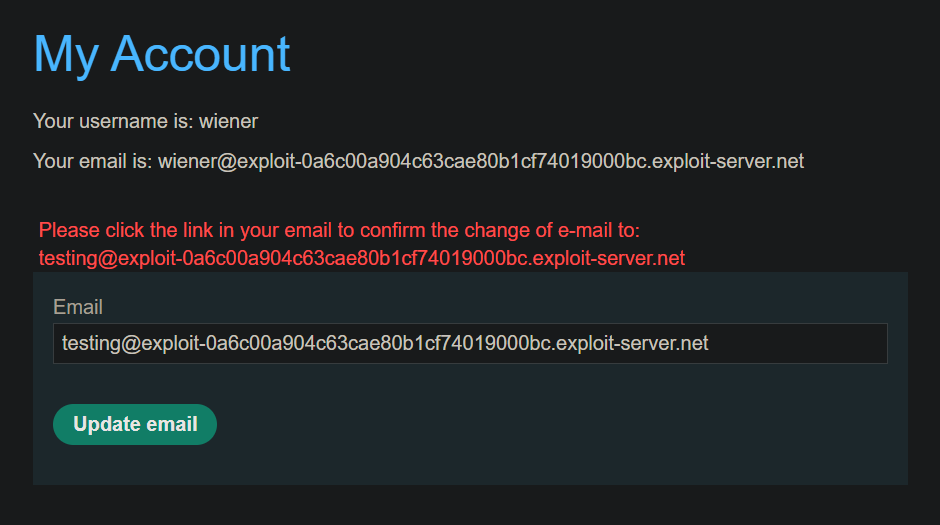 My Account
Your username is: wiener
Your email is: wiener@exploit-0a6c00a904c63cae80b1cf74019000bc.exploit-server.net
Please click the link in your email to confirm the change of e-mail to:
testing@exploit-0a6c00a904c63cae80b1cf74019000bc.exploit-server.net
Email
testing@exploit-0a6c00a904c63cae80b1cf74019000bc.exploit-server.net
Update email